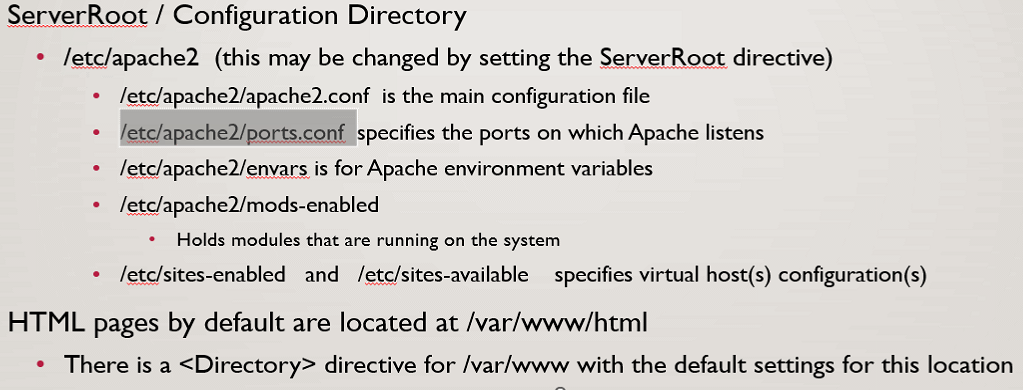 ServerRoot / Configuration Directory
• /etc/apache2 (this may be changed by setting the ServerRoot directive)
• /etc/apache2/apache2.conf is the main configuration file
• /etc/apache2/ports.conf specifies the ports on which Apache listens
• /etc/apache2/envars is for Apache environment variables
• /etc/apache2/mods-enabled
• Holds modules that are running on the system
• /etc/sites-enabled and /etc/sites-available specifies virtual host(s) configuration(s)
HTML pages by default are located at /var/www/html
• There is a <Directory> directive for /var/www with the default settings for this location